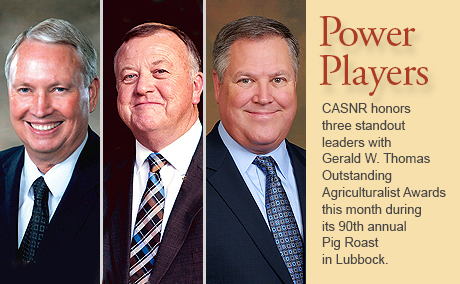 Power
Players
CASNR honors
three standout
leaders with
Gerald W. Thomas
Outstanding
Agriculturalist Awards
this month during
its 90th annual
Pig Roast
in Lubbock.